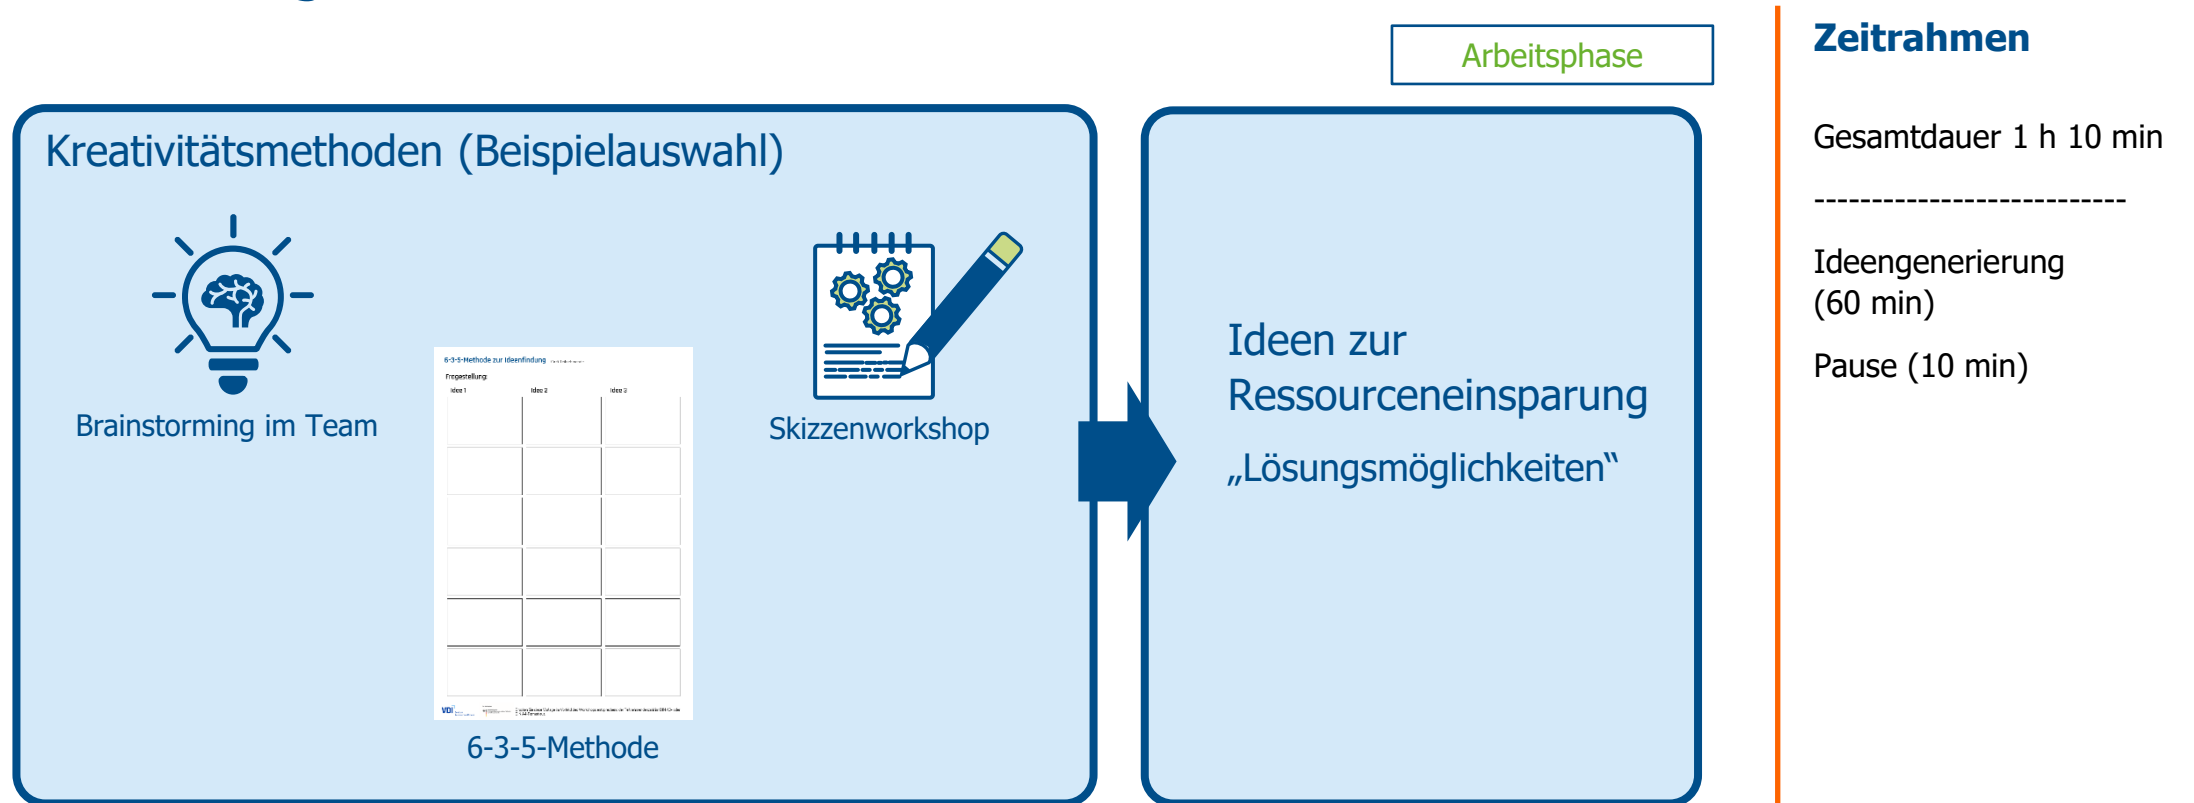 Arbeitsphase
Kreativitätsmethoden (Beispielauswahl)
Brainstorming im Team
6-3-5-Methode zur Ideenfindung
Fragestellung:
Idee 1
Idee 2
Idee 3
VDI
6-3-5-Methode
Skizzenworkshop
Ideen zur
Ressourceneinsparung
„Lösungsmöglichkeiten“
Zeitrahmen
Gesamtdauer 1 h 10 min
---------------------------
Ideengenerierung
(60 min)
Pause (10 min)